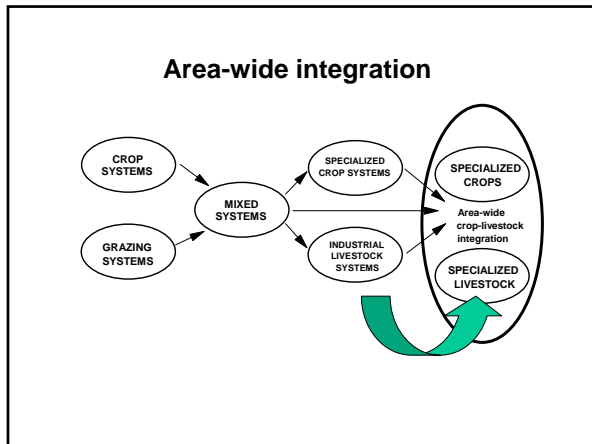 Area-wide integration
CROP
SYSTEMS
GRAZING
SYSTEMS
MIXED
SYSTEMS
SPECIALIZED
CROP SYSTEMS
INDUSTRIAL
LIVESTOCK
SYSTEMS
SPECIALIZED
CROPS
Area-wide
crop-livestock
integration
SPECIALIZED
LIVESTOCK